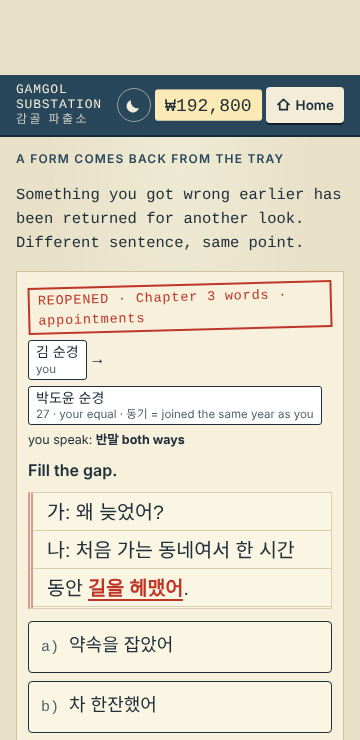 GAMGOL
SUBSTATION
감골 파출소
₩192,800
Home
A FORM COMES BACK FROM THE TRAY
Something you got wrong earlier has
been returned for another look.
Different sentence, same point.
REOPENED · Chapter 3 words ·
appointments
김 순경
you
→
박도윤 순경
27 · your equal · 동기 = joined the same year as you
you speak: 반말 both ways
Fill the gap.
가: 왜 늦었어?
나: 처음 가는 동네여서 한 시간
동안 길을 헤맸어.
a) 약속을 잡았어
b) 차 한잔했어